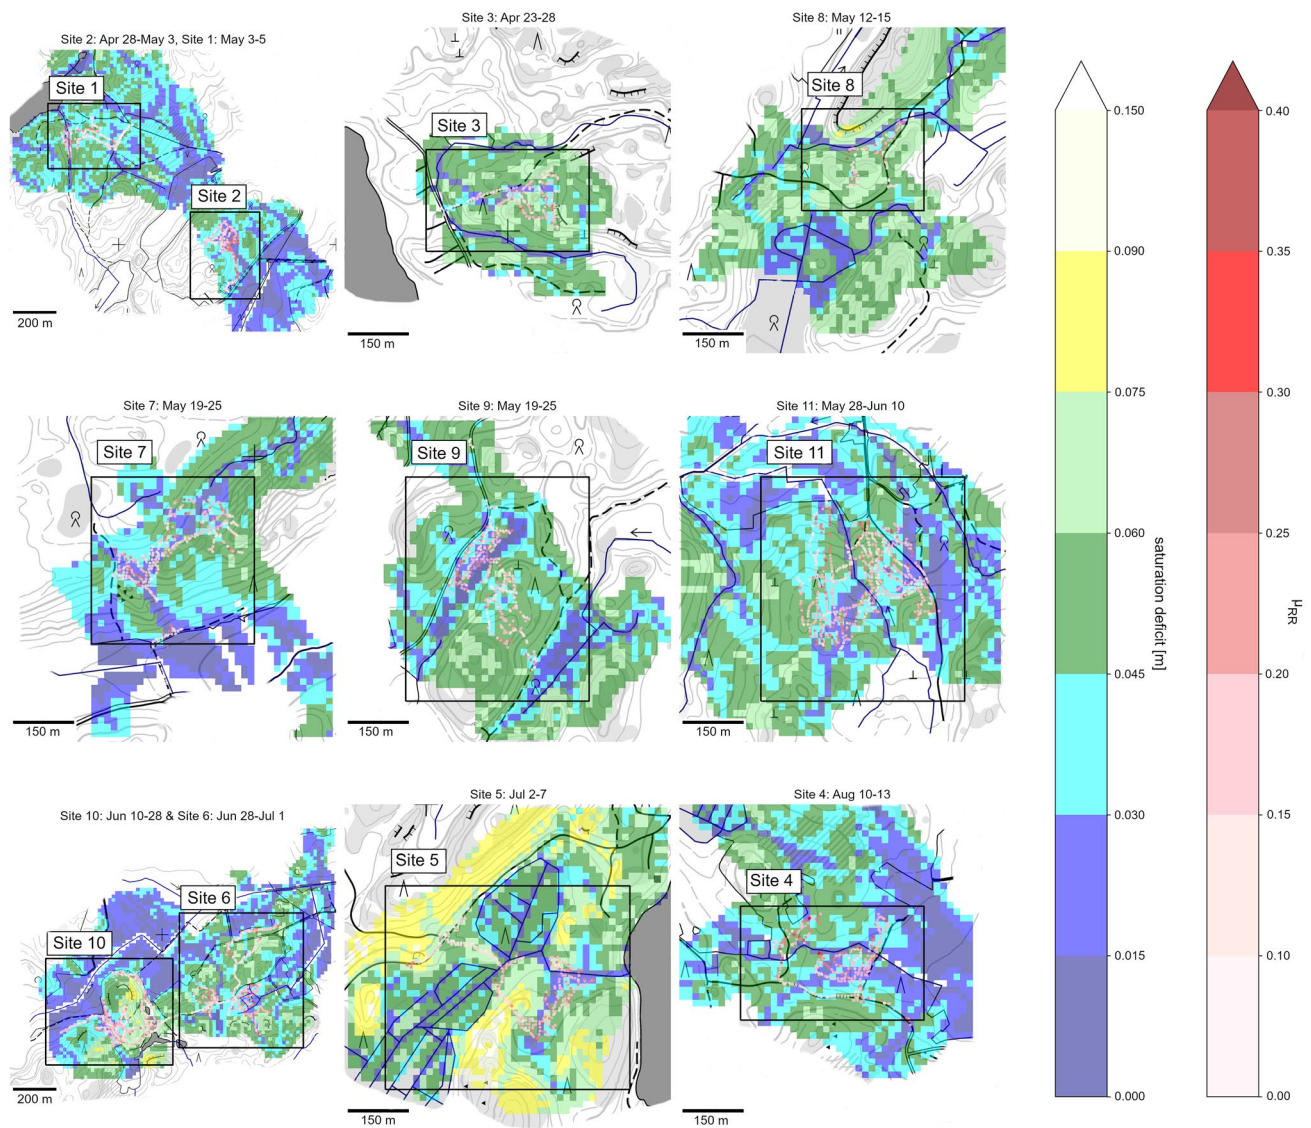 Site 2: Apr 28-May 3, Site 1: May 3-5
Site 1
Site 2
200 m
Site 3: Apr 23-28
Site 3
150 m
Site 8: May 12-15
Site 8
150 m
Site 7: May 19-25
Site 7
150 m
Site 9: May 19-25
Site 9
150 m
Site 11: May 28-Jun 10
Site 11
150 m
Site 10: Jun 10-28 & Site 6: Jun 28-Jul 1
Site 6
Site 10
200 m
Site 5: Jul 2-7
Site 5
150 m
Site 4: Aug 10-13
Site 4
150 m
0.150
0.090
0.075
0.060
0.045
0.030
0.015
0.000
saturation deficit [m]
0.40
0.35
0.30
0.25
0.20
0.15
0.10
0.00
μRR